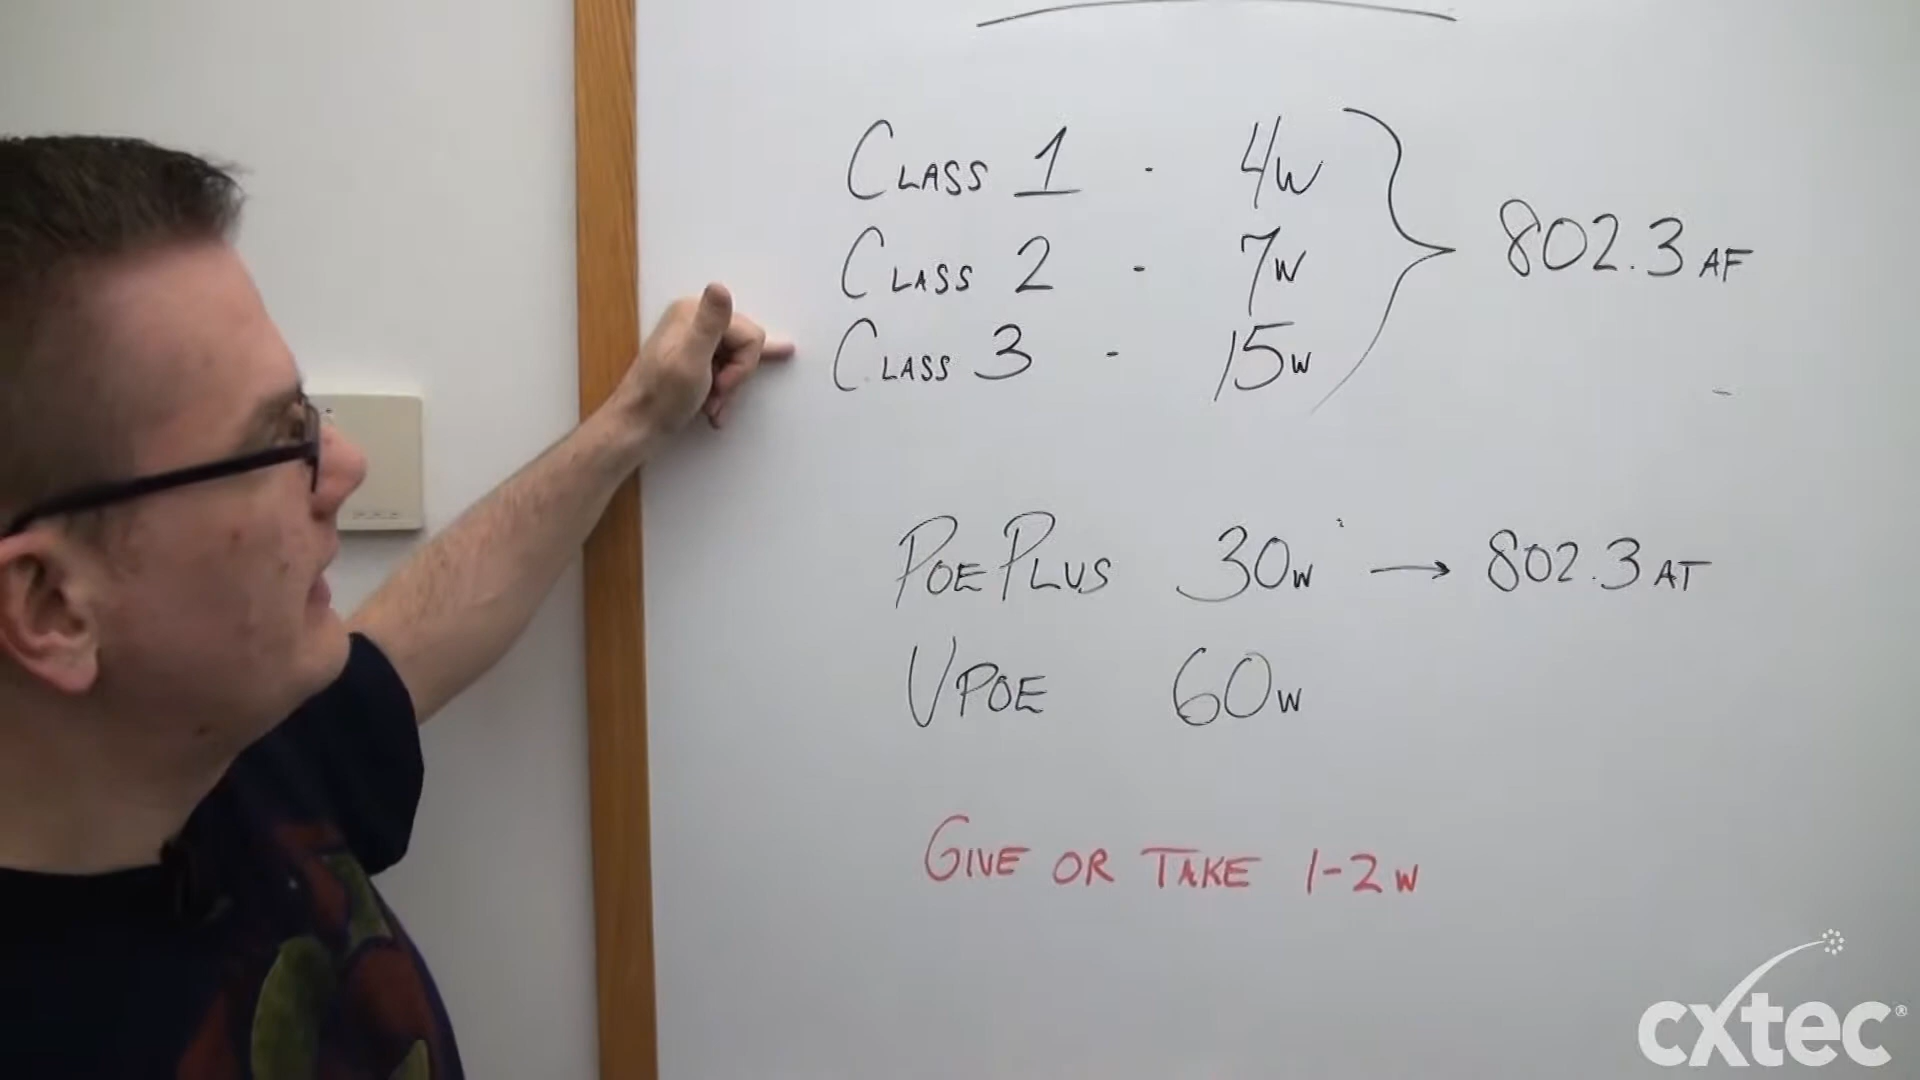 CLASS 1 - 4W
CLASS 2 - 7W
CLASS 3 - 15W
802.3 AF
POE PLUS 30W → 802.3 AT
UPOE 60W
GIVE OR TAKE 1-2W
cxtec®